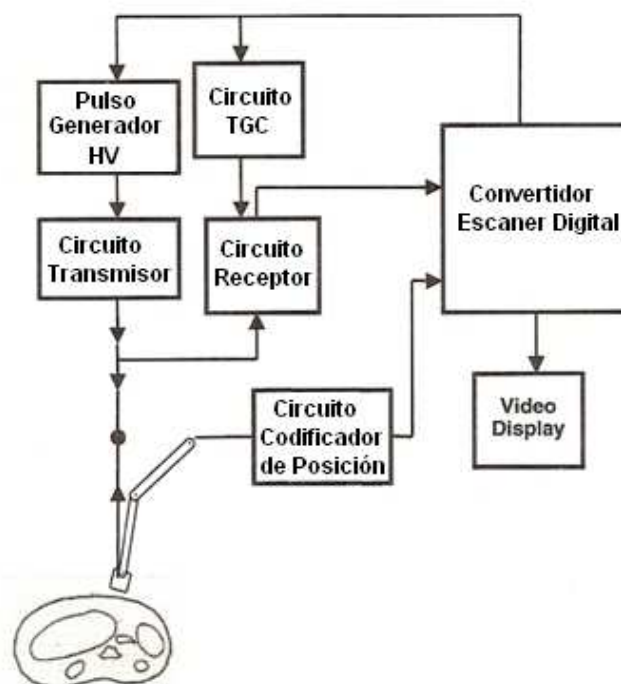 Pulso
Generador
HV
Circuito
TGC
Convertidor
Escaner Digital
Circuito
Transmisor
Circuito
Receptor
Circuito
Codificador
de Posición
Video
Display